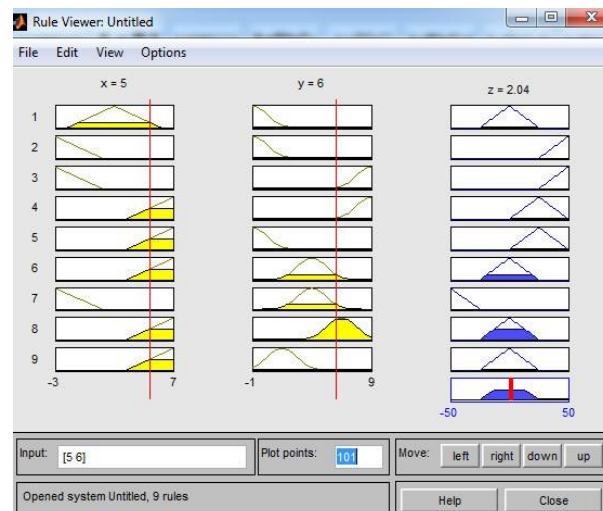 Rule Viewer: Untitled
File Edit View Options
x = 5 y = 6 z = 2.04
1
2
3
4
5
6
7
8
9
-3 7 -1 9
-50 50
Input: [5 6] Plot points: 101 Move: left right down up
Opened system Untitled, 9 rules Help Close